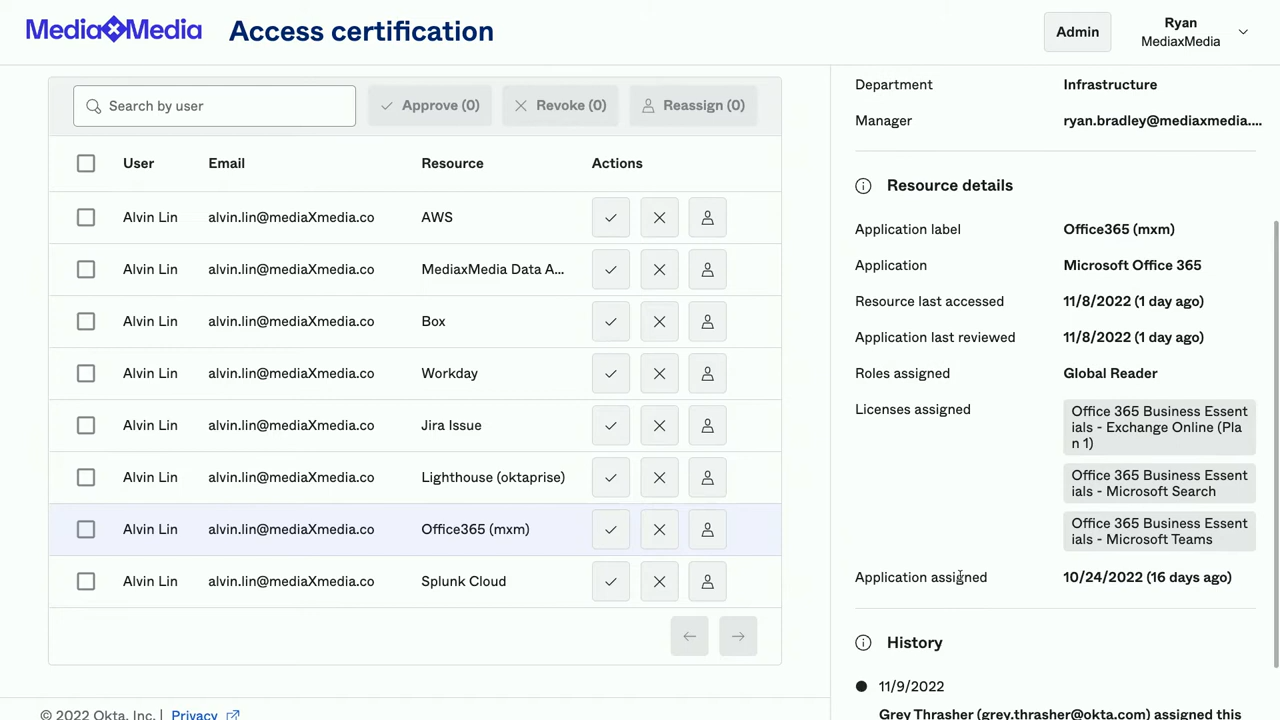 MediaXMedia
Access certification
Admin
Ryan
MediaxMedia
Search by user
Approve (0)
Revoke (0)
Reassign (0)
User
Email
Resource
Actions
Alvin Lin
alvin.lin@mediaXmedia.co
AWS
Alvin Lin
alvin.lin@mediaXmedia.co
MediaxMedia Data A...
Alvin Lin
alvin.lin@mediaXmedia.co
Box
Alvin Lin
alvin.lin@mediaXmedia.co
Workday
Alvin Lin
alvin.lin@mediaXmedia.co
Jira Issue
Alvin Lin
alvin.lin@mediaXmedia.co
Lighthouse (oktaprise)
Alvin Lin
alvin.lin@mediaXmedia.co
Office365 (mxm)
Alvin Lin
alvin.lin@mediaXmedia.co
Splunk Cloud
© 2022 Okta, Inc. |
Privacy
Department
Infrastructure
Manager
ryan.bradley@mediaxmedia....
Resource details
Application label
Office365 (mxm)
Application
Microsoft Office 365
Resource last accessed
11/8/2022 (1 day ago)
Application last reviewed
11/8/2022 (1 day ago)
Roles assigned
Global Reader
Licenses assigned
Office 365 Business Essent
ials - Exchange Online (Pla
n 1)
Office 365 Business Essent
ials - Microsoft Search
Office 365 Business Essent
ials - Microsoft Teams
Application assigned
10/24/2022 (16 days ago)
History
11/9/2022
Grey Thrasher (grey.thrasher@okta.com) assigned this